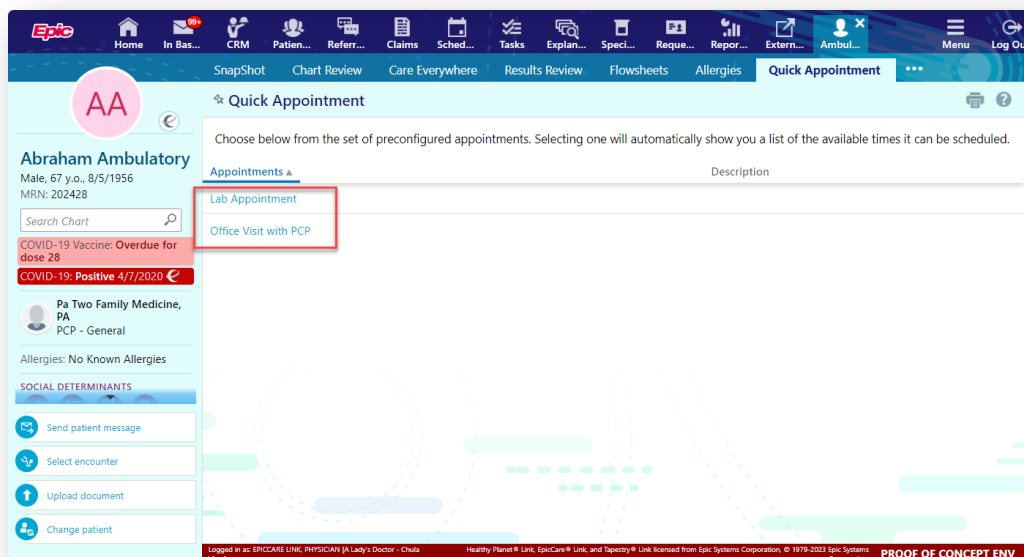 Epic
99+
Home In Bas... CRM Patien... Referr... Claims Sched... Tasks Explan... Speci... Reque... Repor... Extern... Ambul... Menu Log Ou
SnapShot Chart Review Care Everywhere Results Review Flowsheets Allergies Quick Appointment
AA
Abraham Ambulatory
Male, 67 y.o., 8/5/1956
MRN: 202428
Search Chart
COVID-19 Vaccine: Overdue for
dose 28
COVID-19: Positive 4/7/2020
Pa Two Family Medicine,
PA
PCP - General
Allergies: No Known Allergies
SOCIAL DETERMINANTS
Send patient message
Select encounter
Upload document
Change patient
Quick Appointment
Choose below from the set of preconfigured appointments. Selecting one will automatically show you a list of the available times it can be scheduled.
Appointments Description
Lab Appointment
Office Visit with PCP
Logged in as: EPICCARE LINK, PHYSICIAN [A Lady's Doctor - Chula Healthy Planet® Link, EpicCare® Link, and Tapestry® Link licensed from Epic Systems Corporation, © 1979-2023 Epic Systems
PROOF OF CONCEPT ENV